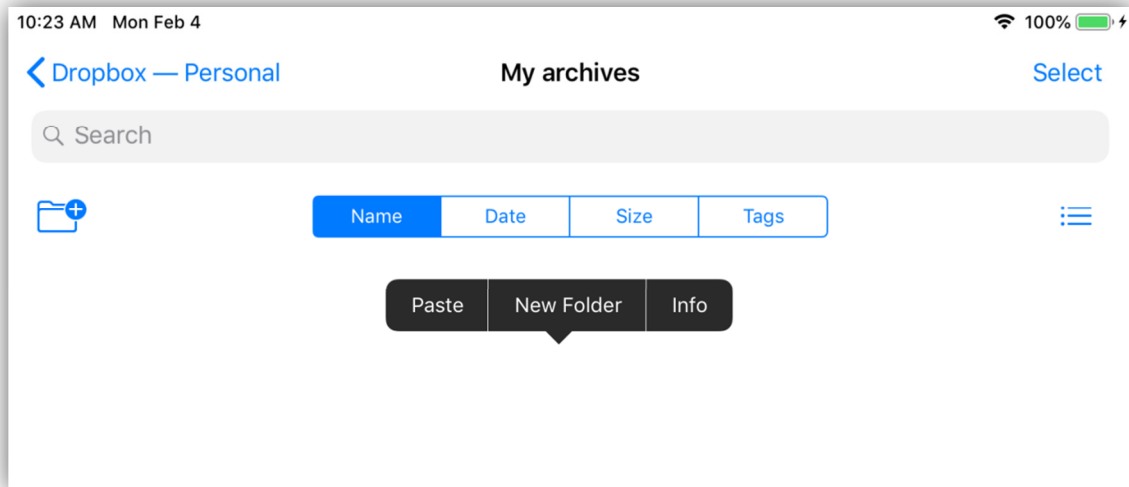 10:23 AM Mon Feb 4 100%
Dropbox — Personal My archives Select
Search
Name Date Size Tags
Paste New Folder Info